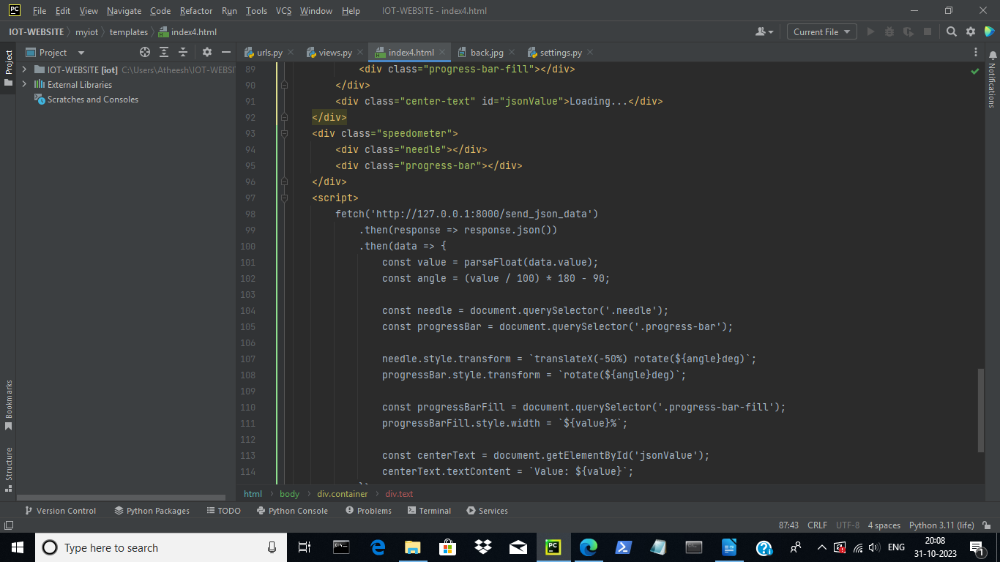 PC File Edit View Navigate Code Refactor Run Tools VCS Window Help IOT-WEBSITE - index4.html
IOT-WEBSITE myiot templates index4.html Current File
Project urls.py views.py index4.html back.jpg settings.py
Project
Notifications
IOT-WEBSITE [iot] C:\Users\Atheesh\IOT-WEBSI
External Libraries
Scratches and Consoles
89 <div class="progress-bar-fill"></div>
90 </div>
91 <div class="center-text" id="jsonValue">Loading...</div>
92 </div>
93 <div class="speedometer">
94 <div class="needle"></div>
95 <div class="progress-bar"></div>
96 </div>
97 <script>
98 fetch('http://127.0.0.1:8000/send_json_data')
99 .then(response => response.json())
100 .then(data => {
101 const value = parseFloat(data.value);
102 const angle = (value / 100) * 180 - 90;
103
104 const needle = document.querySelector('.needle');
105 const progressBar = document.querySelector('.progress-bar');
106
107 needle.style.transform = `translateX(-50%) rotate(${angle}deg)`;
108 progressBar.style.transform = `rotate(${angle}deg)`;
109
110 const progressBarFill = document.querySelector('.progress-bar-fill');
111 progressBarFill.style.width = `${value}%`;
112
113 const centerText = document.getElementById('jsonValue');
114 centerText.textContent = `Value: ${value}`;
Bookmarks
Structure
html body div.container div.text
Version Control Python Packages TODO Python Console Problems Terminal Services
87:43 CRLF UTF-8 4 spaces Python 3.11 (life)
Type here to search PC ENG 20:08
31-10-2023 1